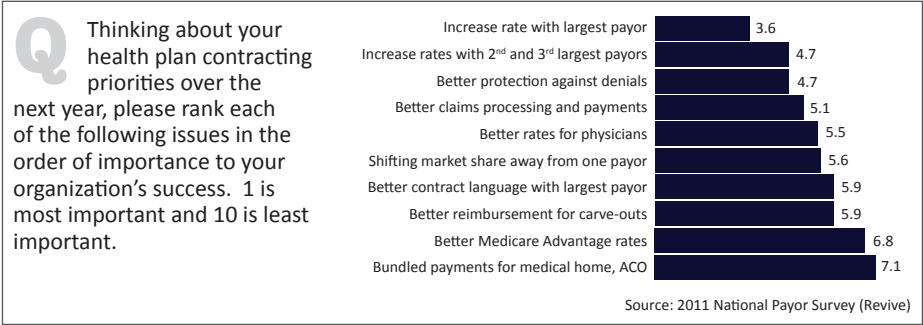 Q
Thinking about your
health plan contracting
priorities over the
next year, please rank each
of the following issues in the
order of importance to your
organization's success.  1 is
most important and 10 is least
important.
Increase rate with largest payor 3.6
Increase rates with 2nd and 3rd largest payors 4.7
Better protection against denials 4.7
Better claims processing and payments 5.1
Better rates for physicians 5.5
Shifting market share away from one payor 5.6
Better contract language with largest payor 5.9
Better reimbursement for carve-outs 5.9
Better Medicare Advantage rates 6.8
Bundled payments for medical home, ACO 7.1
Source: 2011 National Payor Survey (Revive)